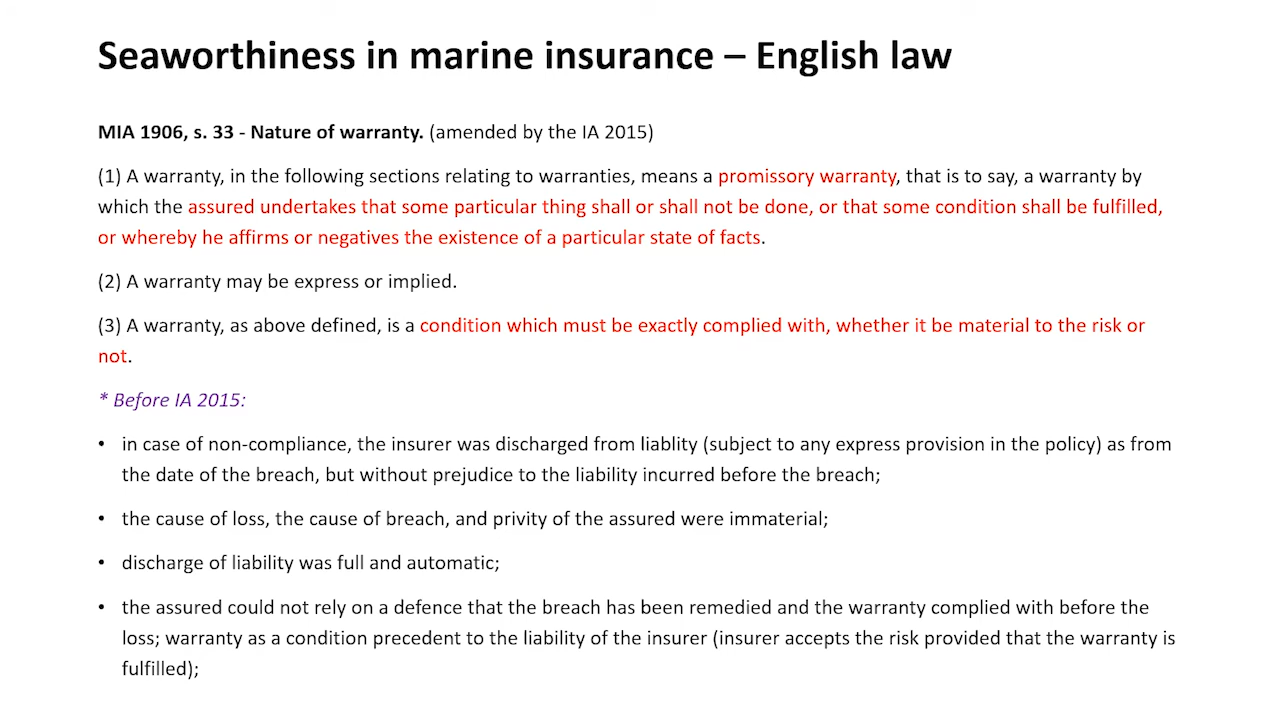 Seaworthiness in marine insurance – English law
MIA 1906, s. 33 - Nature of warranty. (amended by the IA 2015)
(1) A warranty, in the following sections relating to warranties, means a promissory warranty, that is to say, a warranty by
which the assured undertakes that some particular thing shall or shall not be done, or that some condition shall be fulfilled,
or whereby he affirms or negatives the existence of a particular state of facts.
(2) A warranty may be express or implied.
(3) A warranty, as above defined, is a condition which must be exactly complied with, whether it be material to the risk or
not.
* Before IA 2015:
• in case of non-compliance, the insurer was discharged from liablity (subject to any express provision in the policy) as from
the date of the breach, but without prejudice to the liability incurred before the breach;
• the cause of loss, the cause of breach, and privity of the assured were immaterial;
• discharge of liability was full and automatic;
• the assured could not rely on a defence that the breach has been remedied and the warranty complied with before the
loss; warranty as a condition precedent to the liability of the insurer (insurer accepts the risk provided that the warranty is
fulfilled);